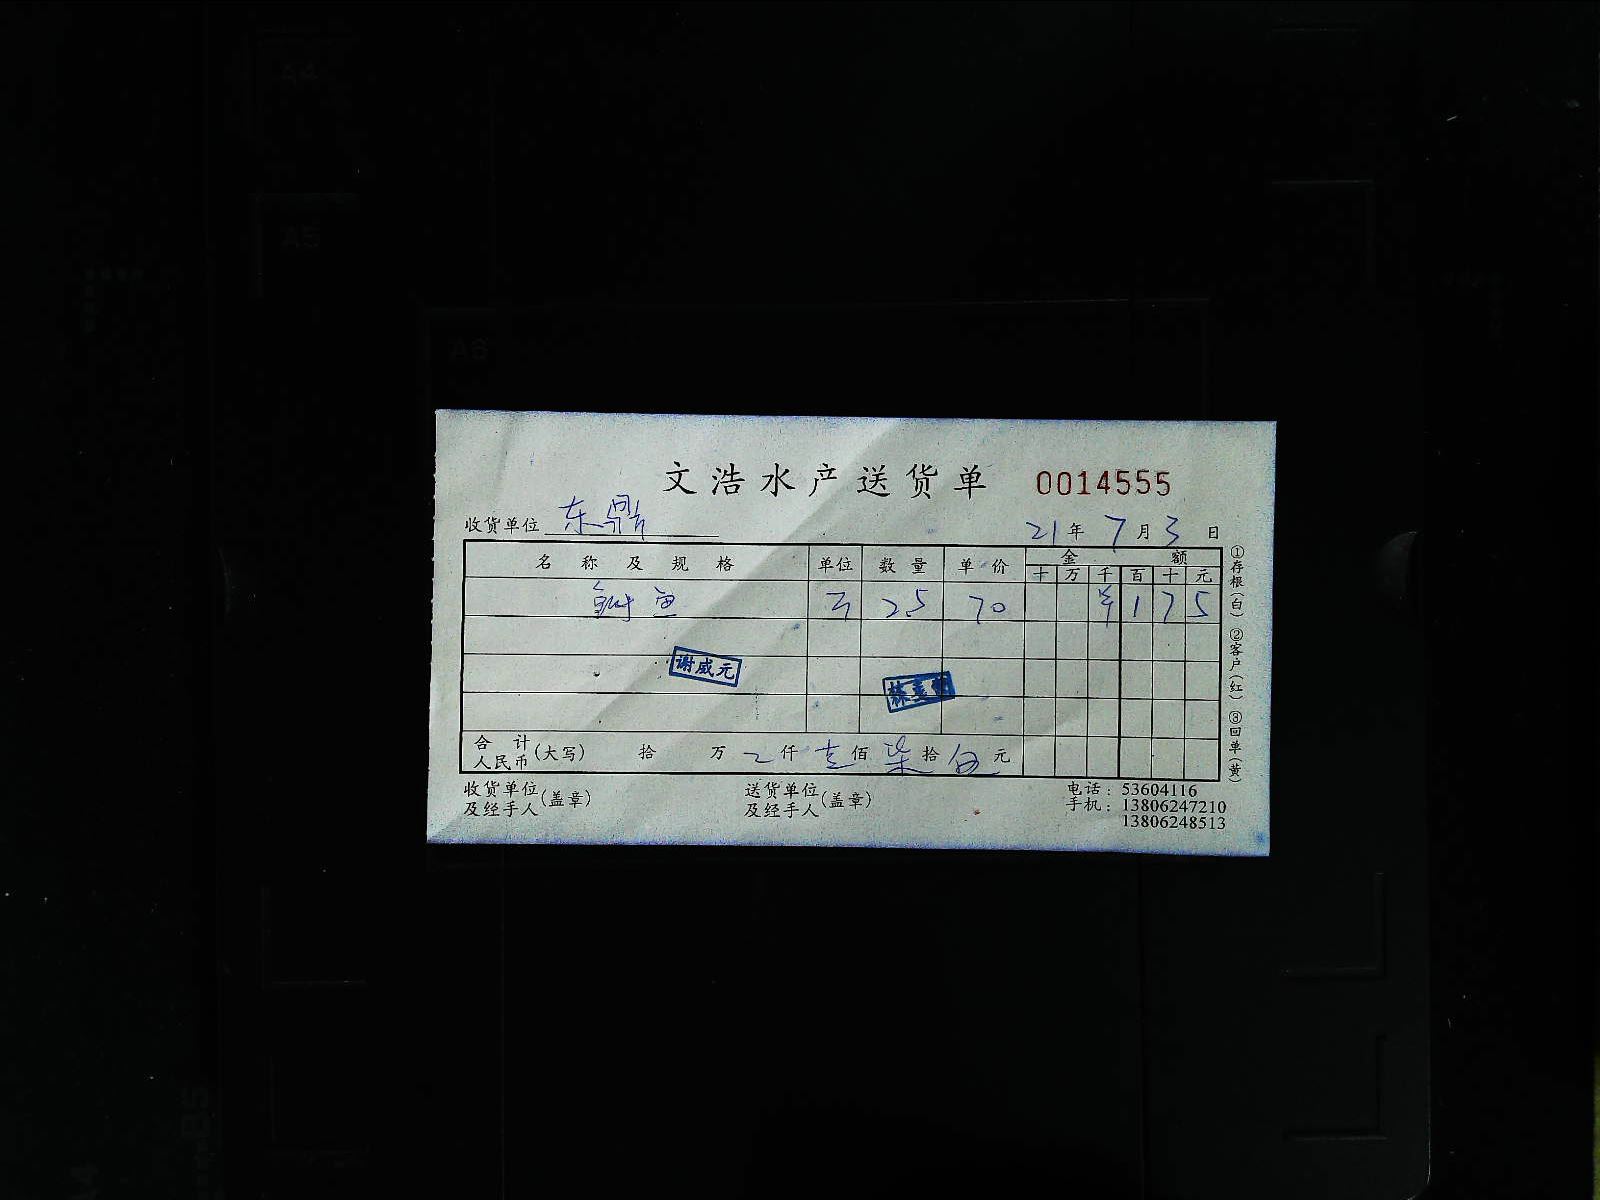 A4
A5
A6
文浩水产送货单 0014555
收货单位 东鼎 21年7月3日
名称及规格 单位 数量 单价 金额
十 万 千 百 十 元
鲥鱼 斤 25 70 ¥ 1 7 5
谢威元
合计人民币(大写) 拾 万 仟 壹佰 柒拾 伍元
收货单位及经手人(盖章) 送货单位及经手人(盖章)
电话:53604116
手机:13806247210
13806248513
①存根(白) ②客户(红) ③回单(黄)
B5